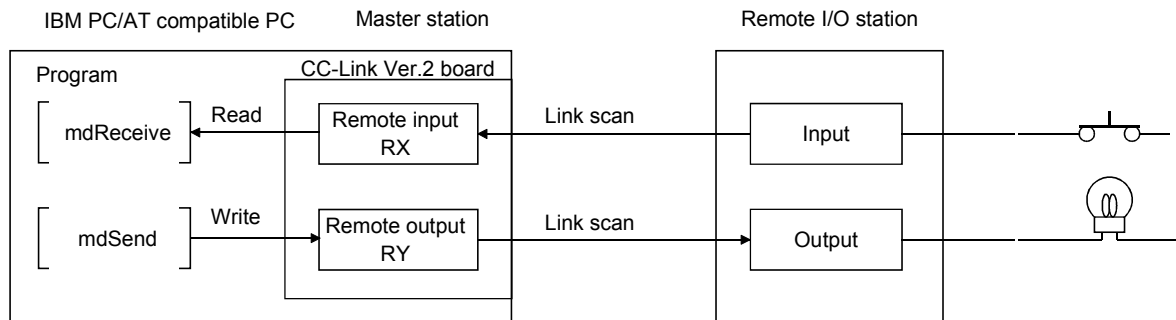 IBM PC/AT compatible PC
Master station
Remote I/O station
Program
CC-Link Ver.2 board
mdReceive
Read
Remote input
RX
Link scan
Input
mdSend
Write
Remote output
RY
Link scan
Output